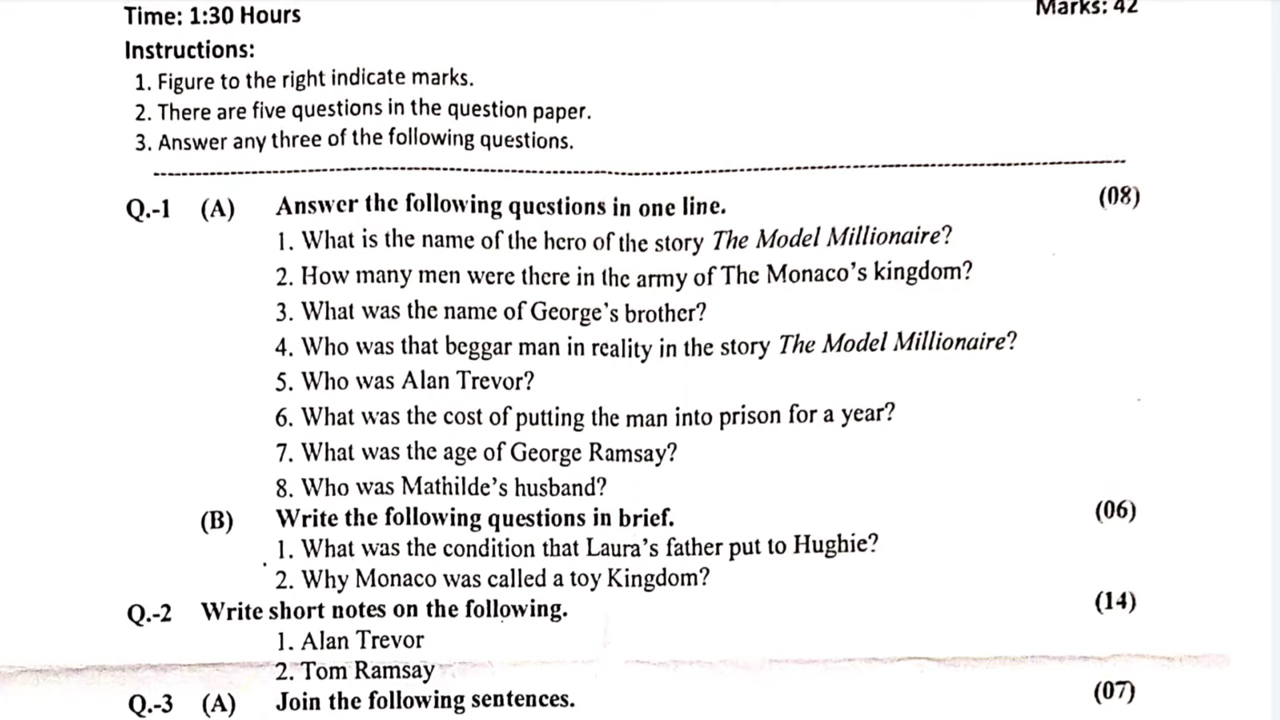 Time: 1:30 Hours Marks: 42
Instructions:
1. Figure to the right indicate marks.
2. There are five questions in the question paper.
3. Answer any three of the following questions.
Q.-1 (A) Answer the following questions in one line. (08)
1. What is the name of the hero of the story The Model Millionaire?
2. How many men were there in the army of The Monaco's kingdom?
3. What was the name of George's brother?
4. Who was that beggar man in reality in the story The Model Millionaire?
5. Who was Alan Trevor?
6. What was the cost of putting the man into prison for a year?
7. What was the age of George Ramsay?
8. Who was Mathilde's husband?
(B) Write the following questions in brief. (06)
1. What was the condition that Laura's father put to Hughie?
2. Why Monaco was called a toy Kingdom?
Q.-2 Write short notes on the following. (14)
1. Alan Trevor
2. Tom Ramsay
Q.-3 (A) Join the following sentences. (07)